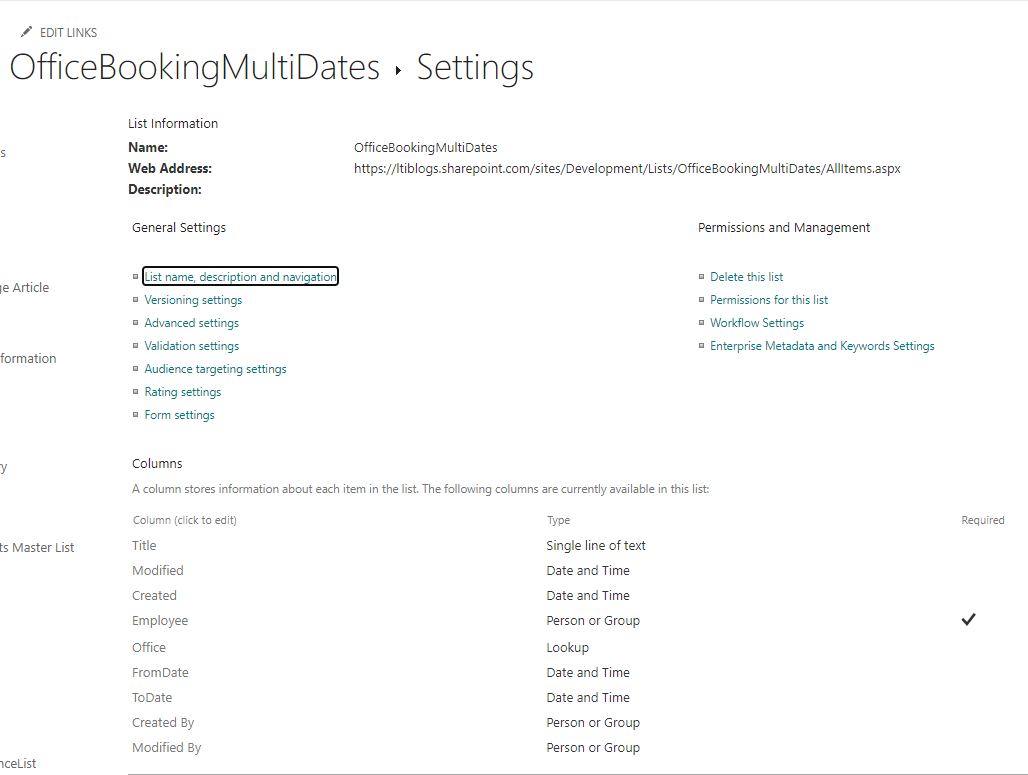 EDIT LINKS
OfficeBookingMultiDates ▸ Settings
List Information
Name: OfficeBookingMultiDates
Web Address: https://ltiblogs.sharepoint.com/sites/Development/Lists/OfficeBookingMultiDates/AllItems.aspx
Description:
General Settings Permissions and Management
List name, description and navigation Delete this list
Versioning settings Permissions for this list
Advanced settings Workflow Settings
Validation settings Enterprise Metadata and Keywords Settings
Audience targeting settings
Rating settings
Form settings
s
e Article
formation
y
ts Master List
nceList
Columns
A column stores information about each item in the list. The following columns are currently available in this list:
Column (click to edit) Type Required
Title Single line of text
Modified Date and Time
Created Date and Time
Employee Person or Group ✔
Office Lookup
FromDate Date and Time
ToDate Date and Time
Created By Person or Group
Modified By Person or Group